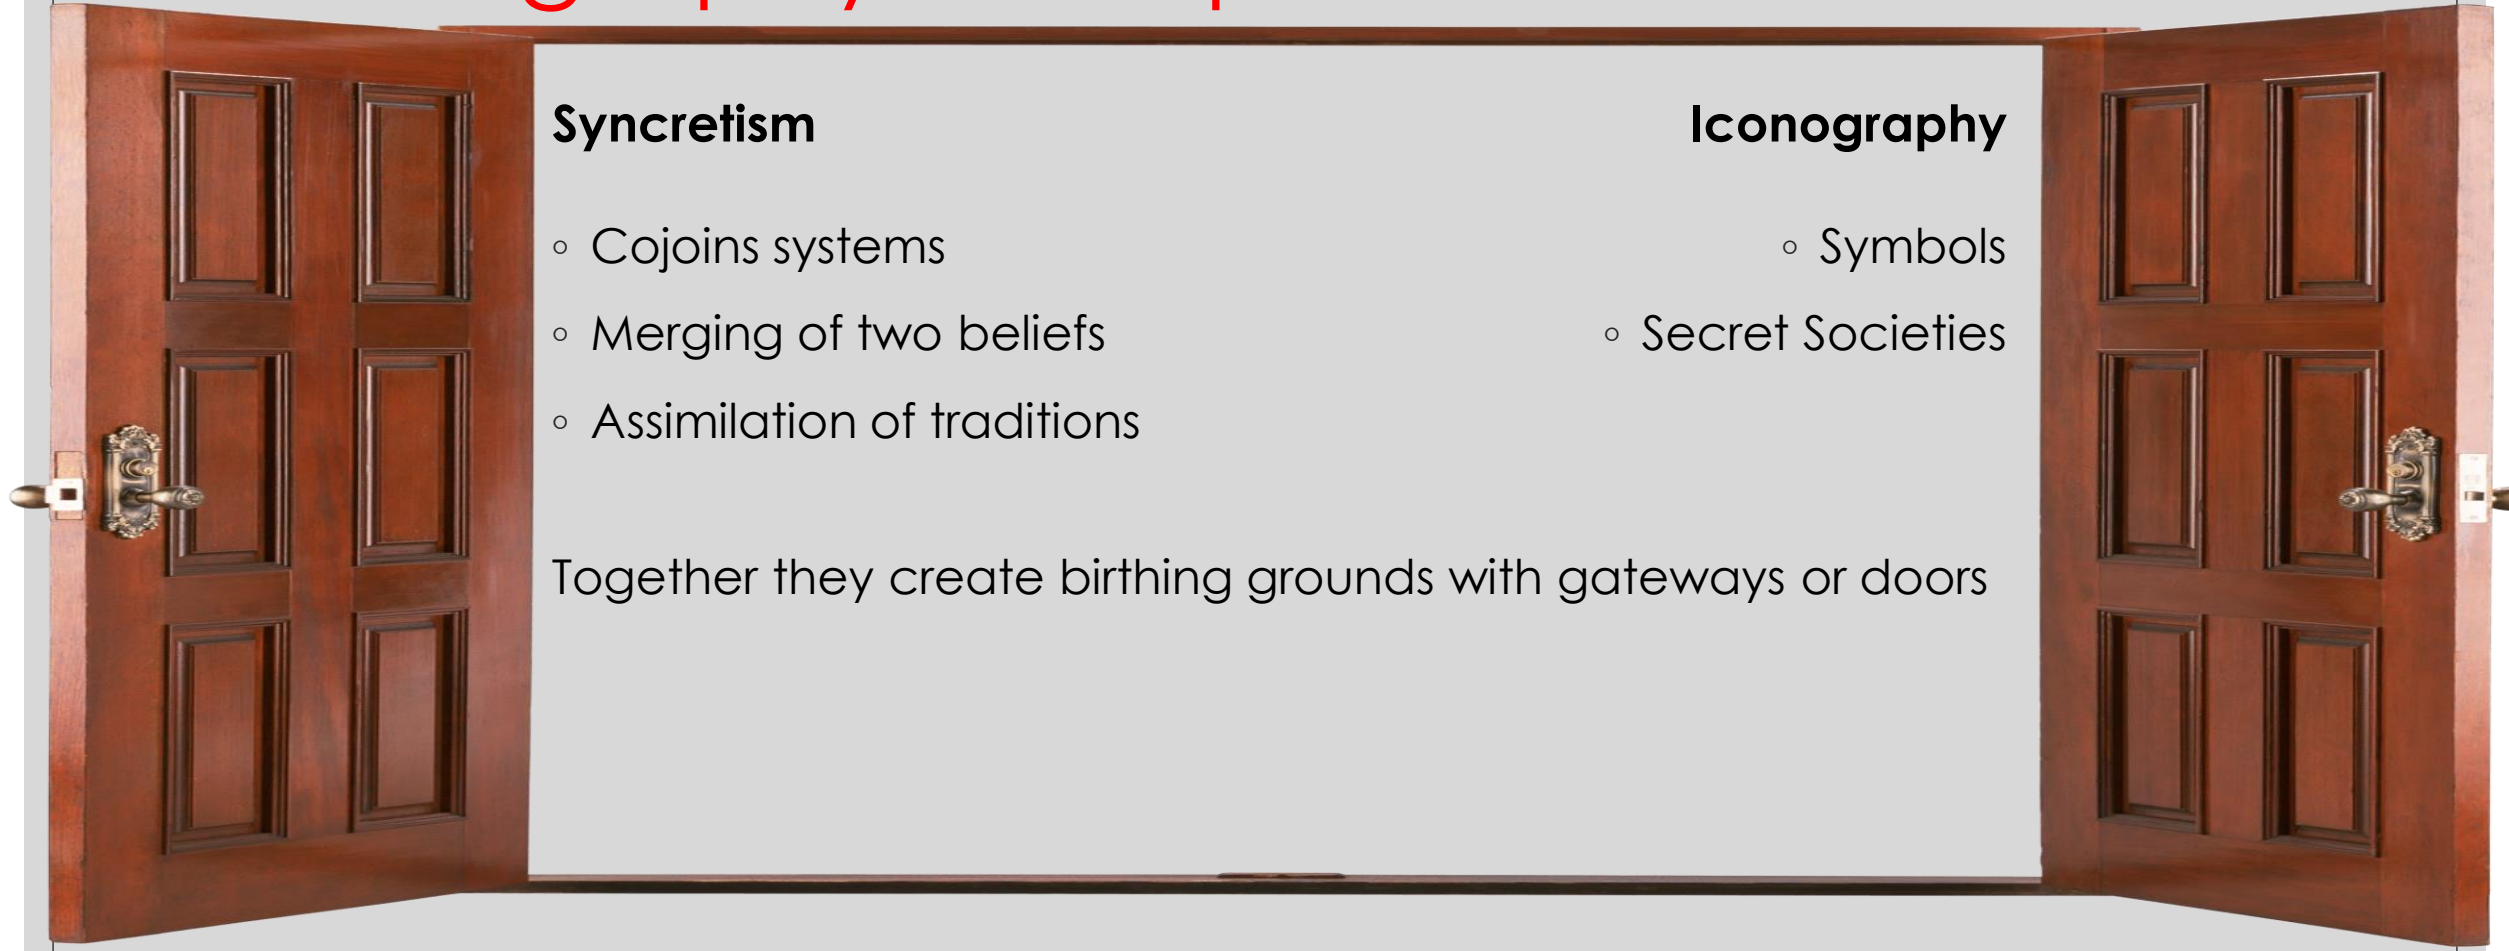 Syncretism
Iconography
◦ Cojoins systems
◦ Symbols
◦ Merging of two beliefs
◦ Secret Societies
◦ Assimilation of traditions
Together they create birthing grounds with gateways or doors